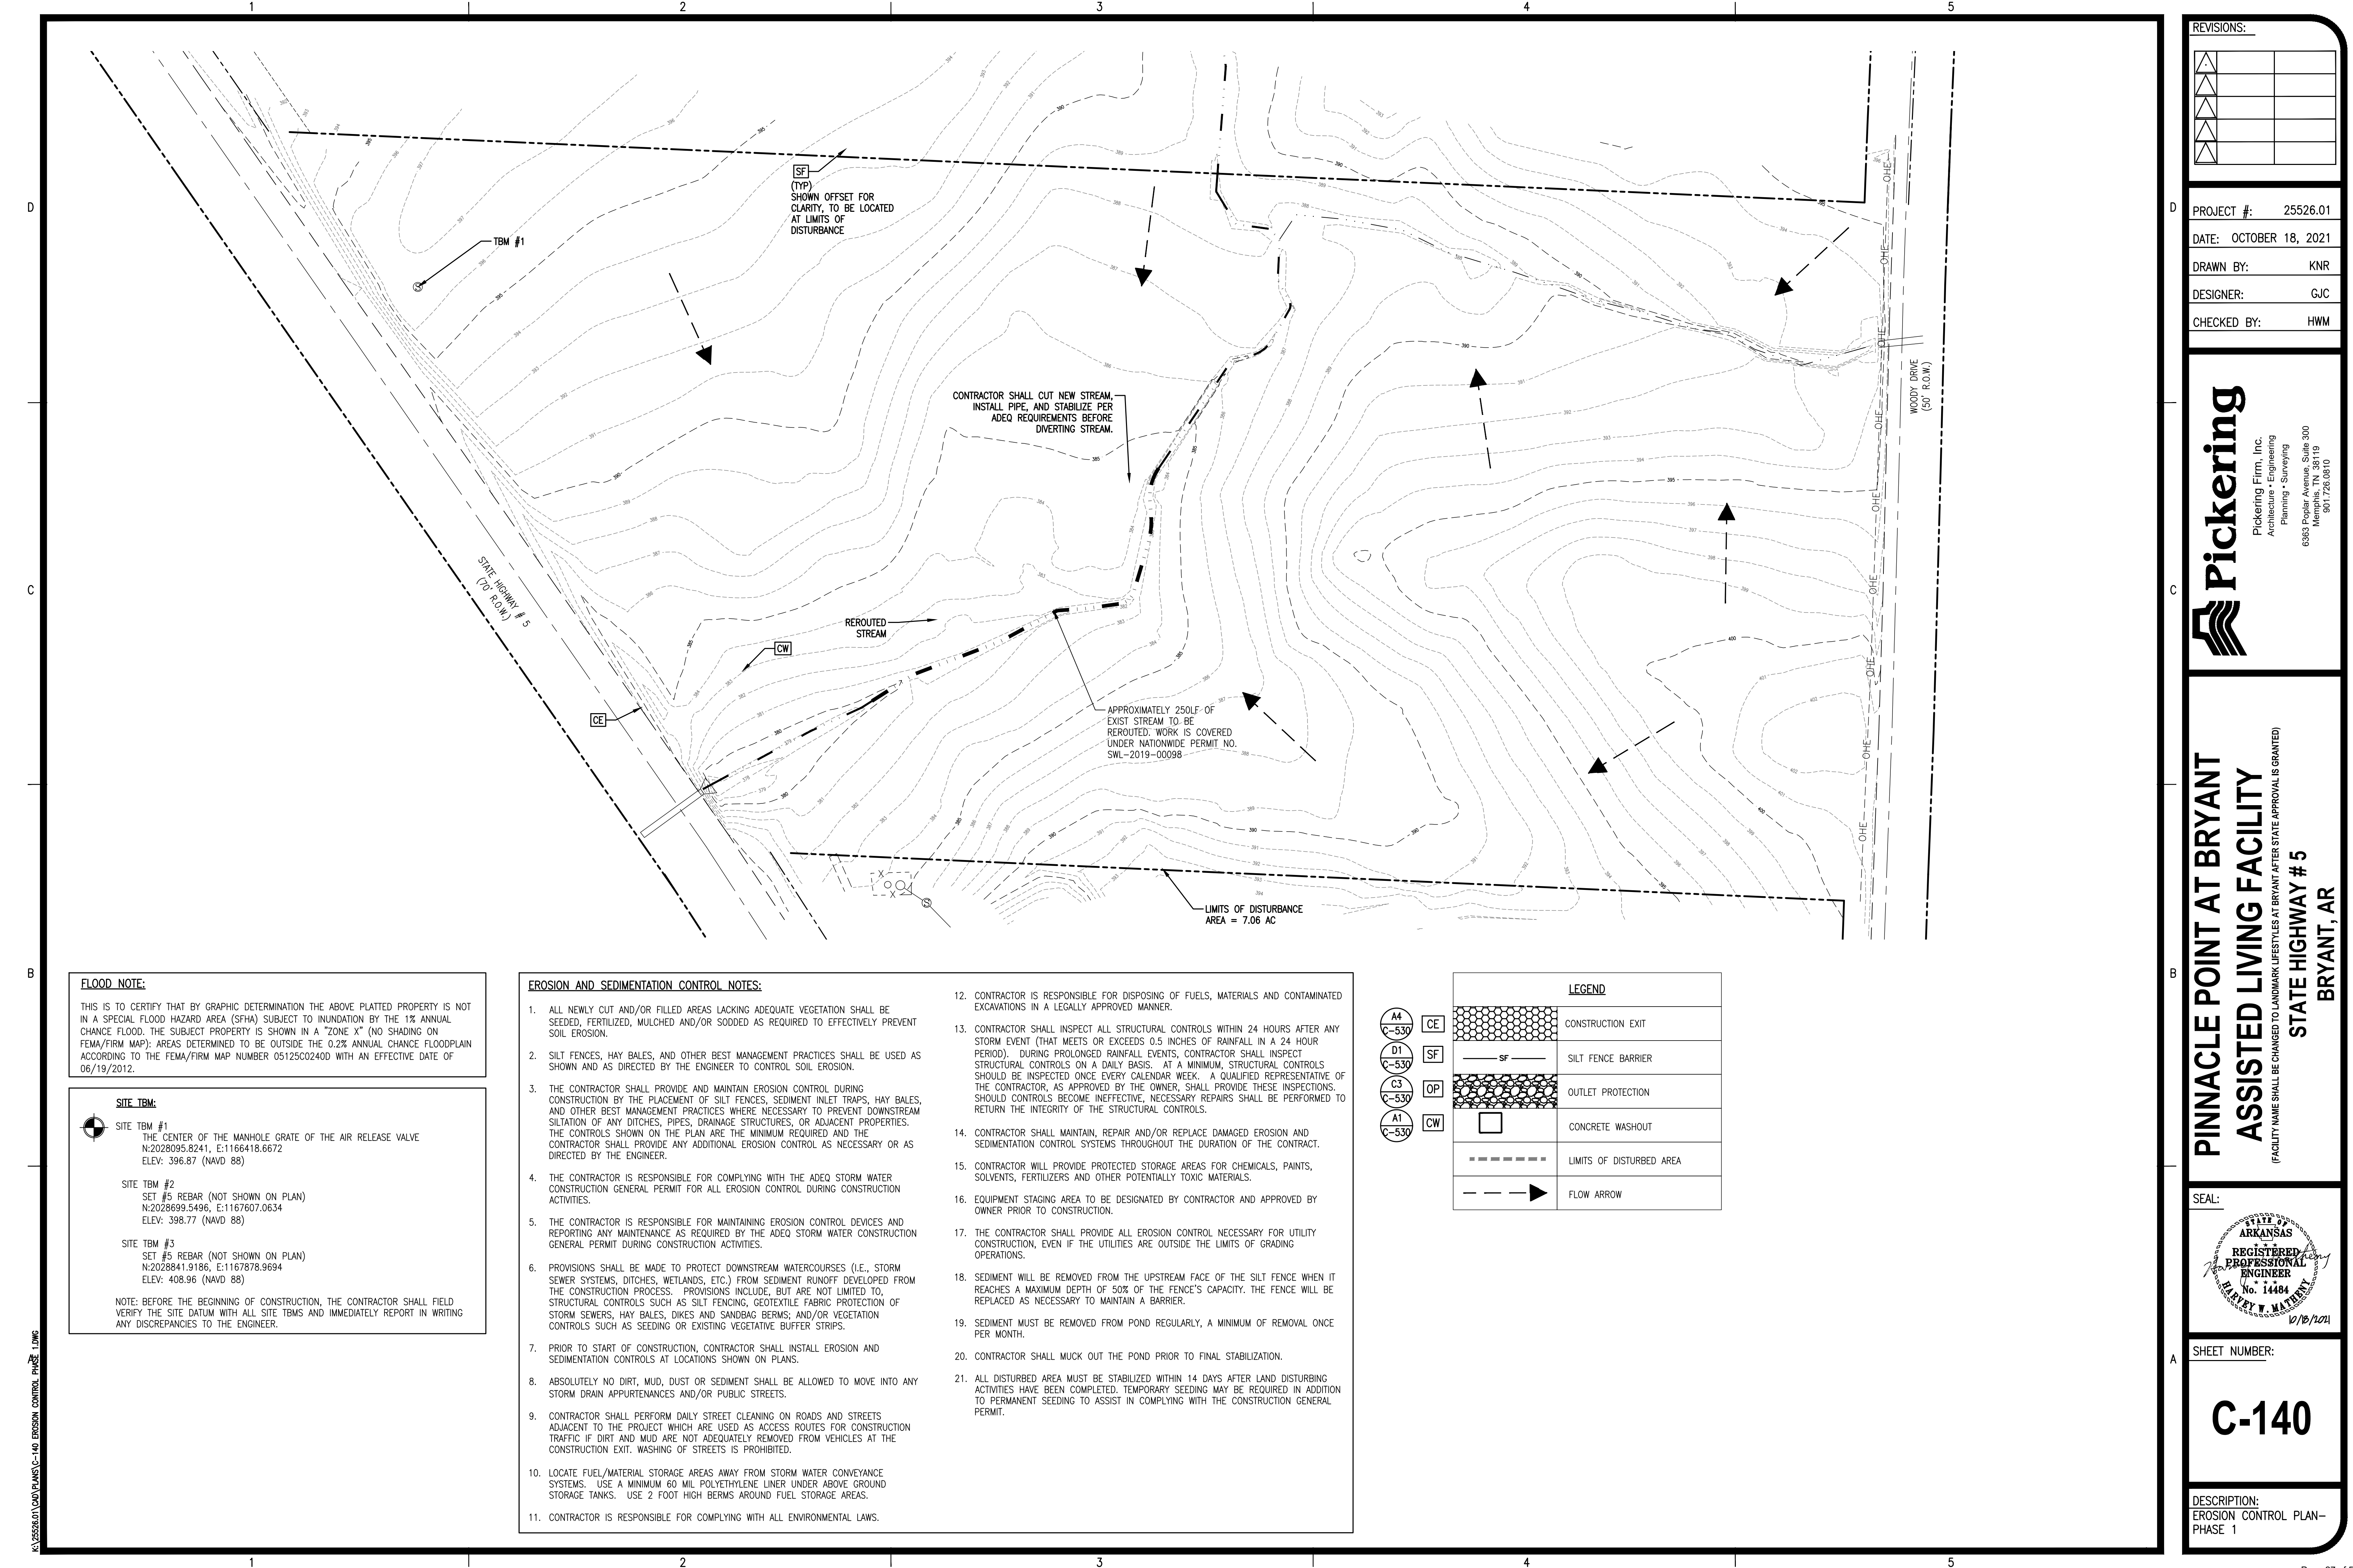 SF
(TYP)
SHOWN OFFSET FOR
CLARITY, TO BE LOCATED
AT LIMITS OF
DISTURBANCE
TBM #1
CONTRACTOR SHALL CUT NEW STREAM,
INSTALL PIPE, AND STABILIZE PER
ADEQ REQUIREMENTS BEFORE
DIVERTING STREAM.
WOODY DRIVE
(50' R.O.W.)
STATE HIGHWAY # 5
(70' R.O.W.)
REROUTED
STREAM
CW
CE
APPROXIMATELY 250LF OF
EXIST STREAM TO BE
REROUTED. WORK IS COVERED
UNDER NATIONWIDE PERMIT NO.
SWL-2019-00098
LIMITS OF DISTURBANCE
AREA = 7.06 AC
FLOOD NOTE:
THIS IS TO CERTIFY THAT BY GRAPHIC DETERMINATION THE ABOVE PLATTED PROPERTY IS NOT
IN A SPECIAL FLOOD HAZARD AREA (SFHA) SUBJECT TO INUNDATION BY THE 1% ANNUAL
CHANCE FLOOD. THE SUBJECT PROPERTY IS SHOWN IN A "ZONE X" (NO SHADING ON
FEMA/FIRM MAP): AREAS DETERMINED TO BE OUTSIDE THE 0.2% ANNUAL CHANCE FLOODPLAIN
ACCORDING TO THE FEMA/FIRM MAP NUMBER 05125C0240D WITH AN EFFECTIVE DATE OF
06/19/2012.
SITE TBM:
SITE TBM #1
THE CENTER OF THE MANHOLE GRATE OF THE AIR RELEASE VALVE
N:2028095.8241, E:1166418.6672
ELEV: 396.87 (NAVD 88)
SITE TBM #2
SET #5 REBAR (NOT SHOWN ON PLAN)
N:2028699.5496, E:1167607.0634
ELEV: 398.77 (NAVD 88)
SITE TBM #3
SET #5 REBAR (NOT SHOWN ON PLAN)
N:2028841.9186, E:1167878.9694
ELEV: 408.96 (NAVD 88)
NOTE: BEFORE THE BEGINNING OF CONSTRUCTION, THE CONTRACTOR SHALL FIELD
VERIFY THE SITE DATUM WITH ALL SITE TBMS AND IMMEDIATELY REPORT IN WRITING
ANY DISCREPANCIES TO THE ENGINEER.
EROSION AND SEDIMENTATION CONTROL NOTES:
1. ALL NEWLY CUT AND/OR FILLED AREAS LACKING ADEQUATE VEGETATION SHALL BE
SEEDED, FERTILIZED, MULCHED AND/OR SODDED AS REQUIRED TO EFFECTIVELY PREVENT
SOIL EROSION.
2. SILT FENCES, HAY BALES, AND OTHER BEST MANAGEMENT PRACTICES SHALL BE USED AS
SHOWN AND AS DIRECTED BY THE ENGINEER TO CONTROL SOIL EROSION.
3. THE CONTRACTOR SHALL PROVIDE AND MAINTAIN EROSION CONTROL DURING
CONSTRUCTION BY THE PLACEMENT OF SILT FENCES, SEDIMENT INLET TRAPS, HAY BALES,
AND OTHER BEST MANAGEMENT PRACTICES WHERE NECESSARY TO PREVENT DOWNSTREAM
SILTATION OF ANY DITCHES, PIPES, DRAINAGE STRUCTURES, OR ADJACENT PROPERTIES.
THE CONTROLS SHOWN ON THE PLAN ARE THE MINIMUM REQUIRED AND THE
CONTRACTOR SHALL PROVIDE ANY ADDITIONAL EROSION CONTROL AS NECESSARY OR AS
DIRECTED BY THE ENGINEER.
4. THE CONTRACTOR IS RESPONSIBLE FOR COMPLYING WITH THE ADEQ STORM WATER
CONSTRUCTION GENERAL PERMIT FOR ALL EROSION CONTROL DURING CONSTRUCTION
ACTIVITIES.
5. THE CONTRACTOR IS RESPONSIBLE FOR MAINTAINING EROSION CONTROL DEVICES AND
REPORTING ANY MAINTENANCE AS REQUIRED BY THE ADEQ STORM WATER CONSTRUCTION
GENERAL PERMIT DURING CONSTRUCTION ACTIVITIES.
6. PROVISIONS SHALL BE MADE TO PROTECT DOWNSTREAM WATERCOURSES (I.E., STORM
SEWER SYSTEMS, DITCHES, WETLANDS, ETC.) FROM SEDIMENT RUNOFF DEVELOPED FROM
THE CONSTRUCTION PROCESS. PROVISIONS INCLUDE, BUT ARE NOT LIMITED TO,
STRUCTURAL CONTROLS SUCH AS SILT FENCING, GEOTEXTILE FABRIC PROTECTION OF
STORM SEWERS, HAY BALES, DIKES AND SANDBAG BERMS; AND/OR VEGETATION
CONTROLS SUCH AS SEEDING OR EXISTING VEGETATIVE BUFFER STRIPS.
7. PRIOR TO START OF CONSTRUCTION, CONTRACTOR SHALL INSTALL EROSION AND
SEDIMENTATION CONTROLS AT LOCATIONS SHOWN ON PLANS.
8. ABSOLUTELY NO DIRT, MUD, DUST OR SEDIMENT SHALL BE ALLOWED TO MOVE INTO ANY
STORM DRAIN APPURTENANCES AND/OR PUBLIC STREETS.
9. CONTRACTOR SHALL PERFORM DAILY STREET CLEANING ON ROADS AND STREETS
ADJACENT TO THE PROJECT WHICH ARE USED AS ACCESS ROUTES FOR CONSTRUCTION
TRAFFIC IF DIRT AND MUD ARE NOT ADEQUATELY REMOVED FROM VEHICLES AT THE
CONSTRUCTION EXIT. WASHING OF STREETS IS PROHIBITED.
10. LOCATE FUEL/MATERIAL STORAGE AREAS AWAY FROM STORM WATER CONVEYANCE
SYSTEMS. USE A MINIMUM 60 MIL POLYETHYLENE LINER UNDER ABOVE GROUND
STORAGE TANKS. USE 2 FOOT HIGH BERMS AROUND FUEL STORAGE AREAS.
11. CONTRACTOR IS RESPONSIBLE FOR COMPLYING WITH ALL ENVIRONMENTAL LAWS.
12. CONTRACTOR IS RESPONSIBLE FOR DISPOSING OF FUELS, MATERIALS AND CONTAMINATED
EXCAVATIONS IN A LEGALLY APPROVED MANNER.
13. CONTRACTOR SHALL INSPECT ALL STRUCTURAL CONTROLS WITHIN 24 HOURS AFTER ANY
STORM EVENT (THAT MEETS OR EXCEEDS 0.5 INCHES OF RAINFALL IN A 24 HOUR
PERIOD). DURING PROLONGED RAINFALL EVENTS, CONTRACTOR SHALL INSPECT
STRUCTURAL CONTROLS ON A DAILY BASIS. AT A MINIMUM, STRUCTURAL CONTROLS
SHOULD BE INSPECTED ONCE EVERY CALENDAR WEEK. A QUALIFIED REPRESENTATIVE OF
THE CONTRACTOR, AS APPROVED BY THE OWNER, SHALL PROVIDE THESE INSPECTIONS.
SHOULD CONTROLS BECOME INEFFECTIVE, NECESSARY REPAIRS SHALL BE PERFORMED TO
RETURN THE INTEGRITY OF THE STRUCTURAL CONTROLS.
14. CONTRACTOR SHALL MAINTAIN, REPAIR AND/OR REPLACE DAMAGED EROSION AND
SEDIMENTATION CONTROL SYSTEMS THROUGHOUT THE DURATION OF THE CONTRACT.
15. CONTRACTOR WILL PROVIDE PROTECTED STORAGE AREAS FOR CHEMICALS, PAINTS,
SOLVENTS, FERTILIZERS AND OTHER POTENTIALLY TOXIC MATERIALS.
16. EQUIPMENT STAGING AREA TO BE DESIGNATED BY CONTRACTOR AND APPROVED BY
OWNER PRIOR TO CONSTRUCTION.
17. THE CONTRACTOR SHALL PROVIDE ALL EROSION CONTROL NECESSARY FOR UTILITY
CONSTRUCTION, EVEN IF THE UTILITIES ARE OUTSIDE THE LIMITS OF GRADING
OPERATIONS.
18. SEDIMENT WILL BE REMOVED FROM THE UPSTREAM FACE OF THE SILT FENCE WHEN IT
REACHES A MAXIMUM DEPTH OF 50% OF THE FENCE'S CAPACITY. THE FENCE WILL BE
REPLACED AS NECESSARY TO MAINTAIN A BARRIER.
19. SEDIMENT MUST BE REMOVED FROM POND REGULARLY, A MINIMUM OF REMOVAL ONCE
PER MONTH.
20. CONTRACTOR SHALL MUCK OUT THE POND PRIOR TO FINAL STABILIZATION.
21. ALL DISTURBED AREA MUST BE STABILIZED WITHIN 14 DAYS AFTER LAND DISTURBING
ACTIVITIES HAVE BEEN COMPLETED. TEMPORARY SEEDING MAY BE REQUIRED IN ADDITION
TO PERMANENT SEEDING TO ASSIST IN COMPLYING WITH THE CONSTRUCTION GENERAL
PERMIT.
LEGEND
A4 C-530 CE CONSTRUCTION EXIT
D1 C-530 SF SF SILT FENCE BARRIER
C3 C-530 OP OUTLET PROTECTION
A1 C-530 CW CONCRETE WASHOUT
LIMITS OF DISTURBED AREA
FLOW ARROW
K:\25526.01\CAD\PLANS\C-140 EROSION CONTROL PHASE 1.DWG
REVISIONS:
PROJECT #: 25526.01
DATE: OCTOBER 18, 2021
DRAWN BY: KNR
DESIGNER: GJC
CHECKED BY: HWM
Pickering
Pickering Firm, Inc.
Architecture • Engineering
Planning • Surveying
6363 Poplar Avenue, Suite 300
Memphis, TN 38119
901.726.0810
PINNACLE POINT AT BRYANT
ASSISTED LIVING FACILITY
(FACILITY NAME SHALL BE CHANGED TO LANDMARK LIFESTYLES AT BRYANT AFTER STATE APPROVAL IS GRANTED)
STATE HIGHWAY # 5
BRYANT, AR
SEAL:
STATE OF
ARKANSAS
REGISTERED
PROFESSIONAL
ENGINEER
No. 14484
HARVEY W. MATHENY
10/18/2021
SHEET NUMBER:
C-140
DESCRIPTION:
EROSION CONTROL PLAN-
PHASE 1